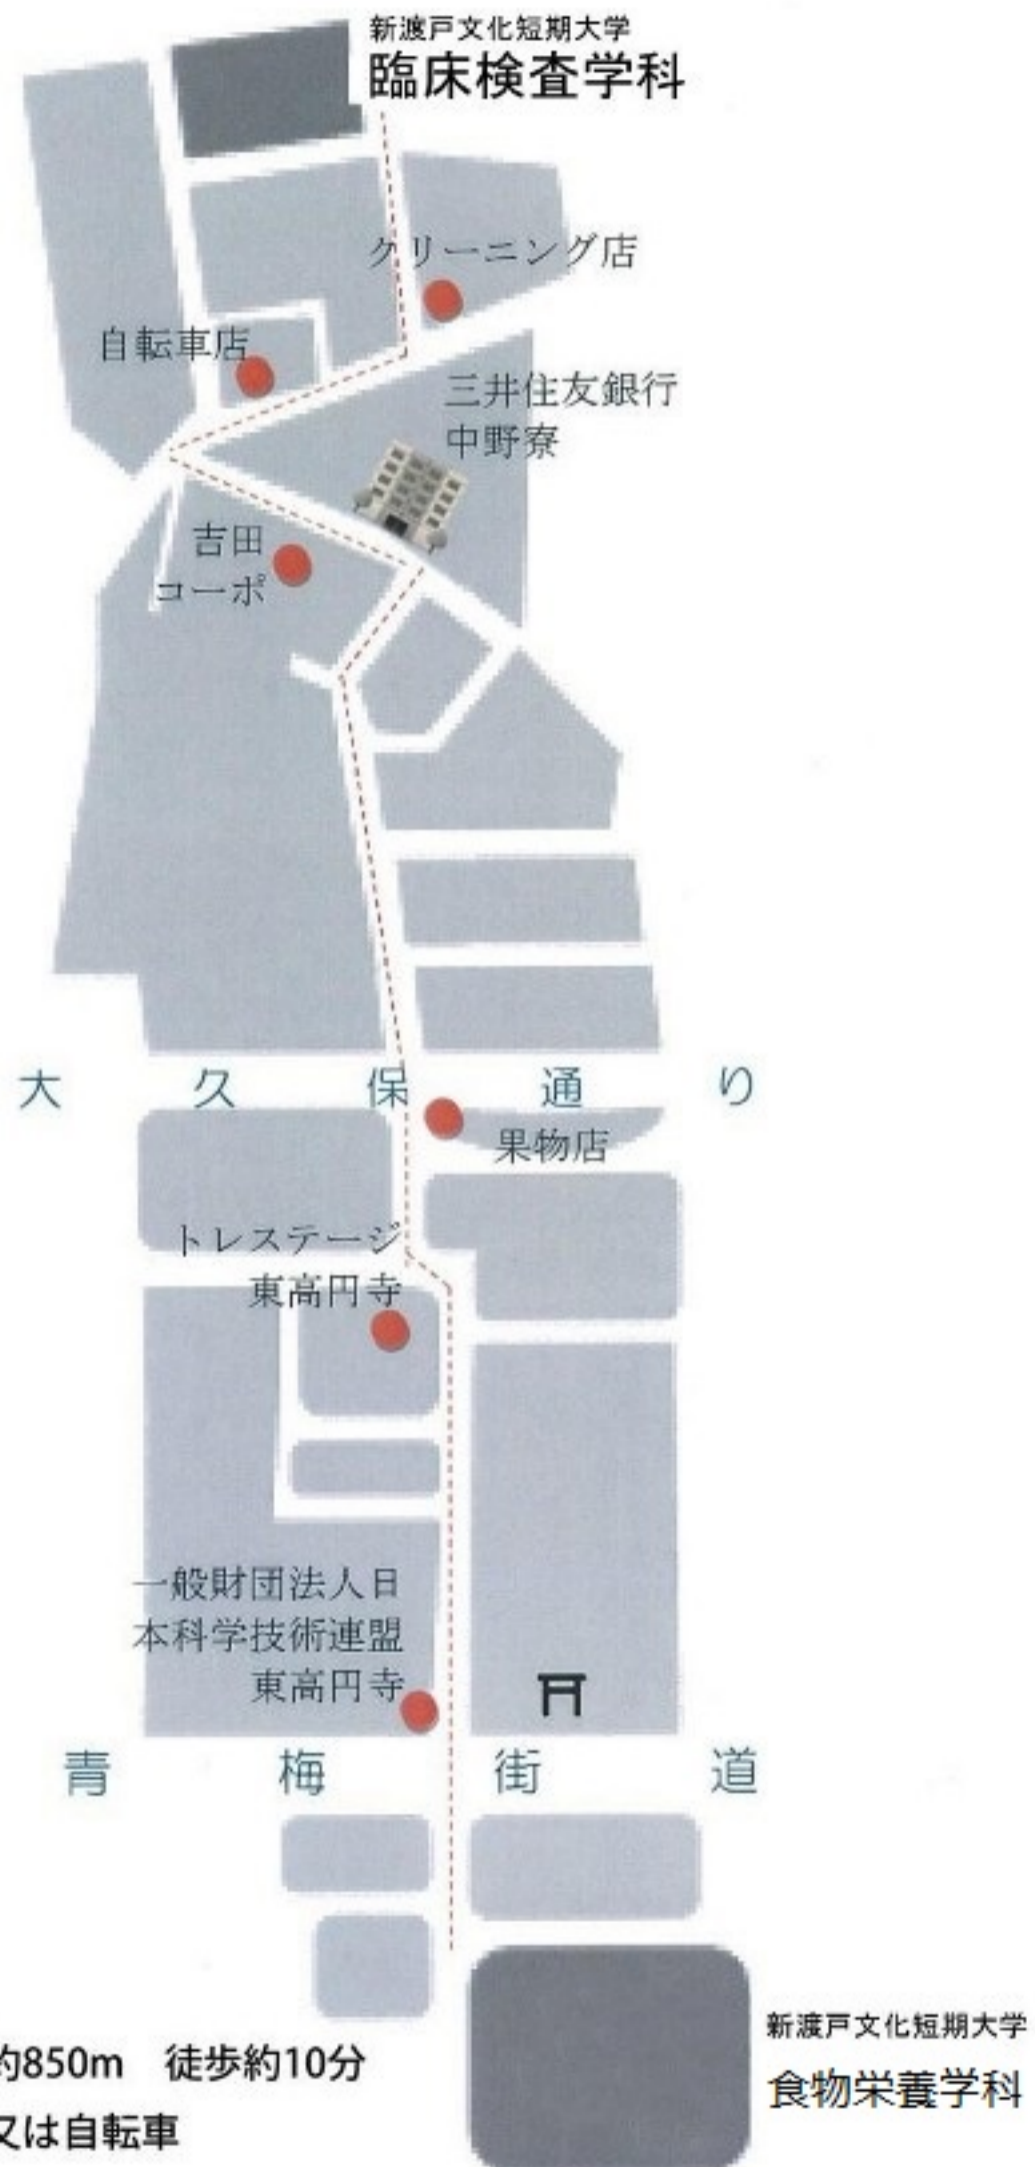 新渡戸文化短期大学
臨床検査学科
クリーニング店
自転車店
三井住友銀行
中野寮
吉田
コーポ
大久保通り
果物店
トレステージ
東高円寺
一般財団法人日
本科学技術連盟
東高円寺
青梅街道
新渡戸文化短期大学
約850m 徒歩約10分
食物栄養学科
又は自転車